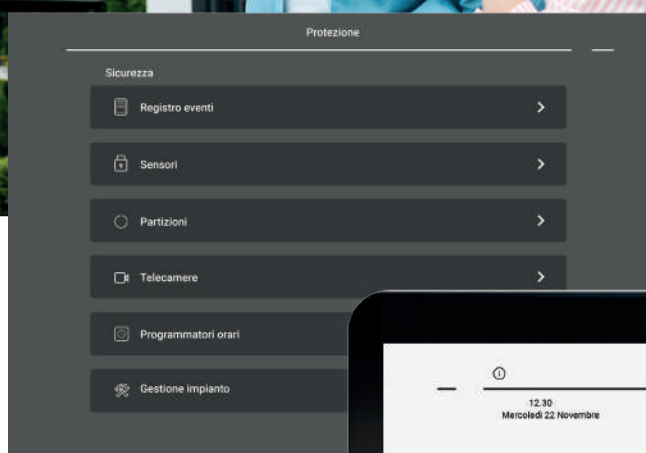 Protezione
Sicurezza
Registro eventi
Sensori
Partizioni
Telecamere
Programmatori orari
Gestione impianto
12.30
Mercoledì 22 Novembre